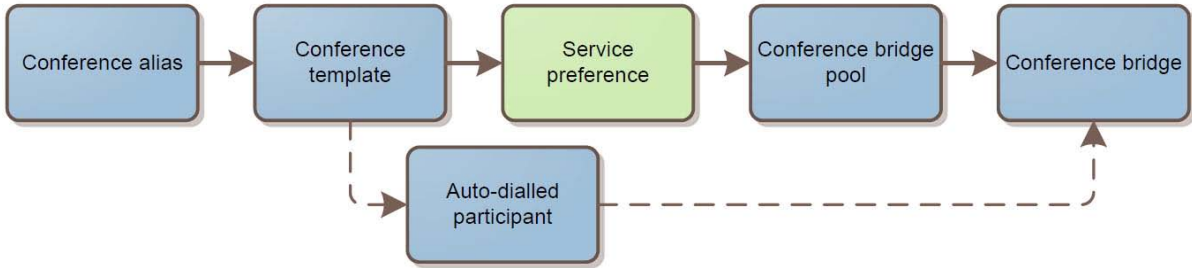 Conference alias
Conference
template
Service
preference
Conference bridge
pool
Conference bridge
Auto-dialled
participant